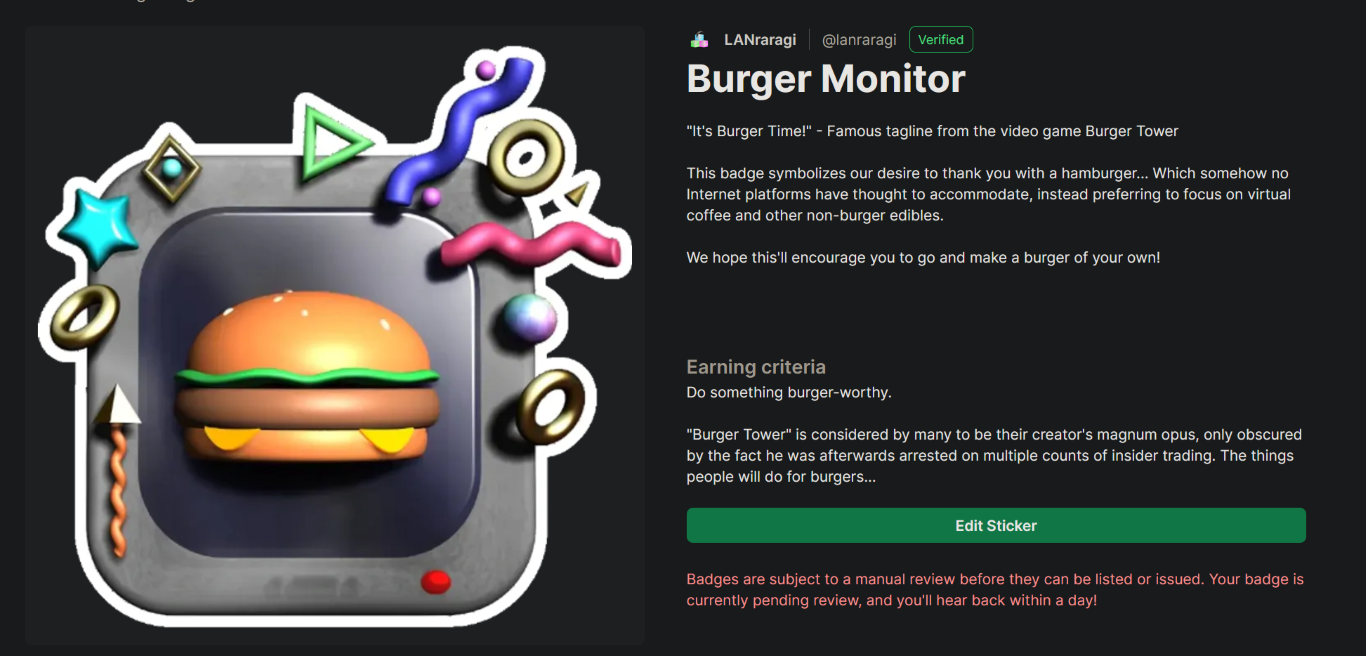 LANraragi @lanraragi Verified
Burger Monitor
"It's Burger Time!" - Famous tagline from the video game Burger Tower
This badge symbolizes our desire to thank you with a hamburger... Which somehow no
Internet platforms have thought to accommodate, instead preferring to focus on virtual
coffee and other non-burger edibles.
We hope this'll encourage you to go and make a burger of your own!
Earning criteria
Do something burger-worthy.
"Burger Tower" is considered by many to be their creator's magnum opus, only obscured
by the fact he was afterwards arrested on multiple counts of insider trading. The things
people will do for burgers...
Edit Sticker
Badges are subject to a manual review before they can be listed or issued. Your badge is
currently pending review, and you'll hear back within a day!